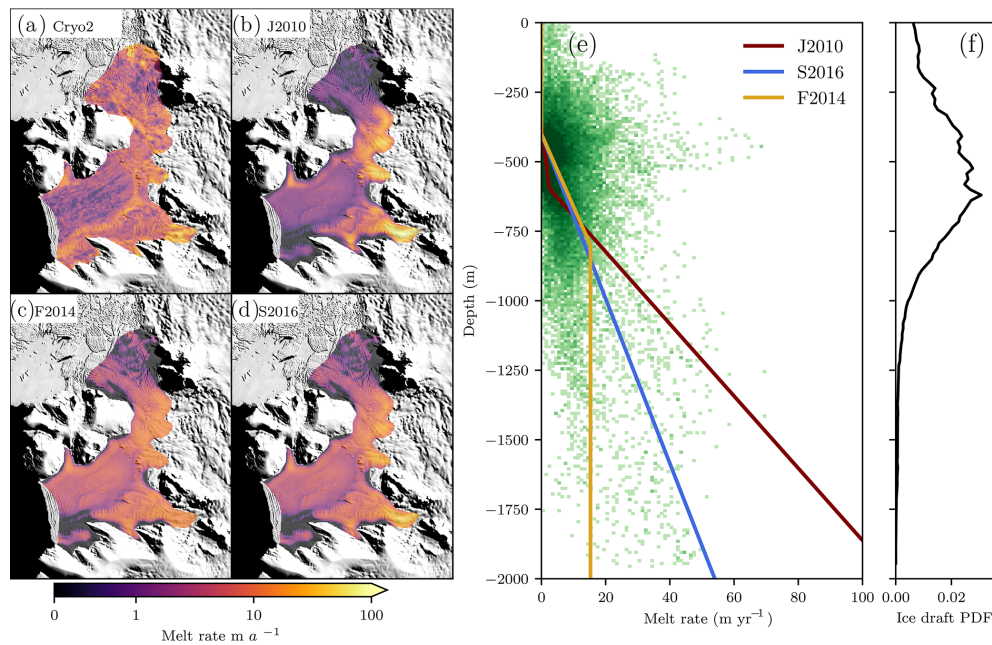 (a) Cryo2
(b) J2010
(c)F2014
(d)S2016
0
1
10
100
Melt rate m a⁻¹
(e)
J2010
S2016
F2014
Depth (m)
0
−250
−500
−750
−1000
−1250
−1500
−1750
−2000
0
20
40
60
80
100
Melt rate (m yr⁻¹)
(f)
0.00
0.02
Ice draft PDF